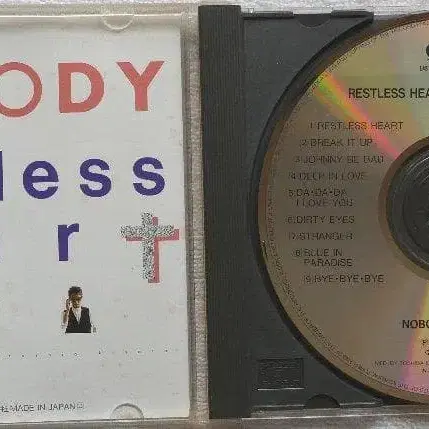 ODY
less
r
MADE IN JAPAN
RESTLESS HEA
1 RESTLESS HEART
2 BREAK IT UP
3 JOHNNY BE BAD
4 DEEP IN LOVE
5 DA・DA・DA
I LOVE YOU
6 DIRTY EYES
7 STRANGER
8 BLUE IN
PARADISE
9 BYE・BYE・BYE
NOBO